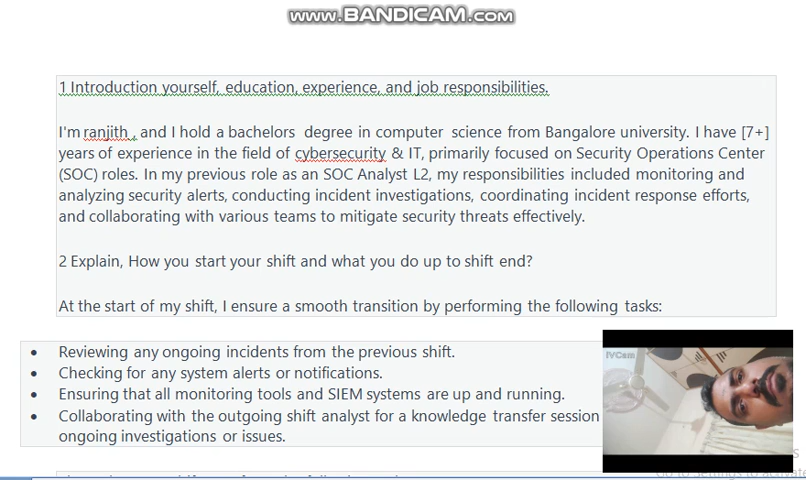 www.BANDICAM.com
1 Introduction yourself, education, experience, and job responsibilities.
I'm ranjith , and I hold a bachelors degree in computer science from Bangalore university. I have [7+]
years of experience in the field of cybersecurity & IT, primarily focused on Security Operations Center
(SOC) roles. In my previous role as an SOC Analyst L2, my responsibilities included monitoring and
analyzing security alerts, conducting incident investigations, coordinating incident response efforts,
and collaborating with various teams to mitigate security threats effectively.
2 Explain, How you start your shift and what you do up to shift end?
At the start of my shift, I ensure a smooth transition by performing the following tasks:
• Reviewing any ongoing incidents from the previous shift.
• Checking for any system alerts or notifications.
• Ensuring that all monitoring tools and SIEM systems are up and running.
• Collaborating with the outgoing shift analyst for a knowledge transfer session
ongoing investigations or issues.
iVCam